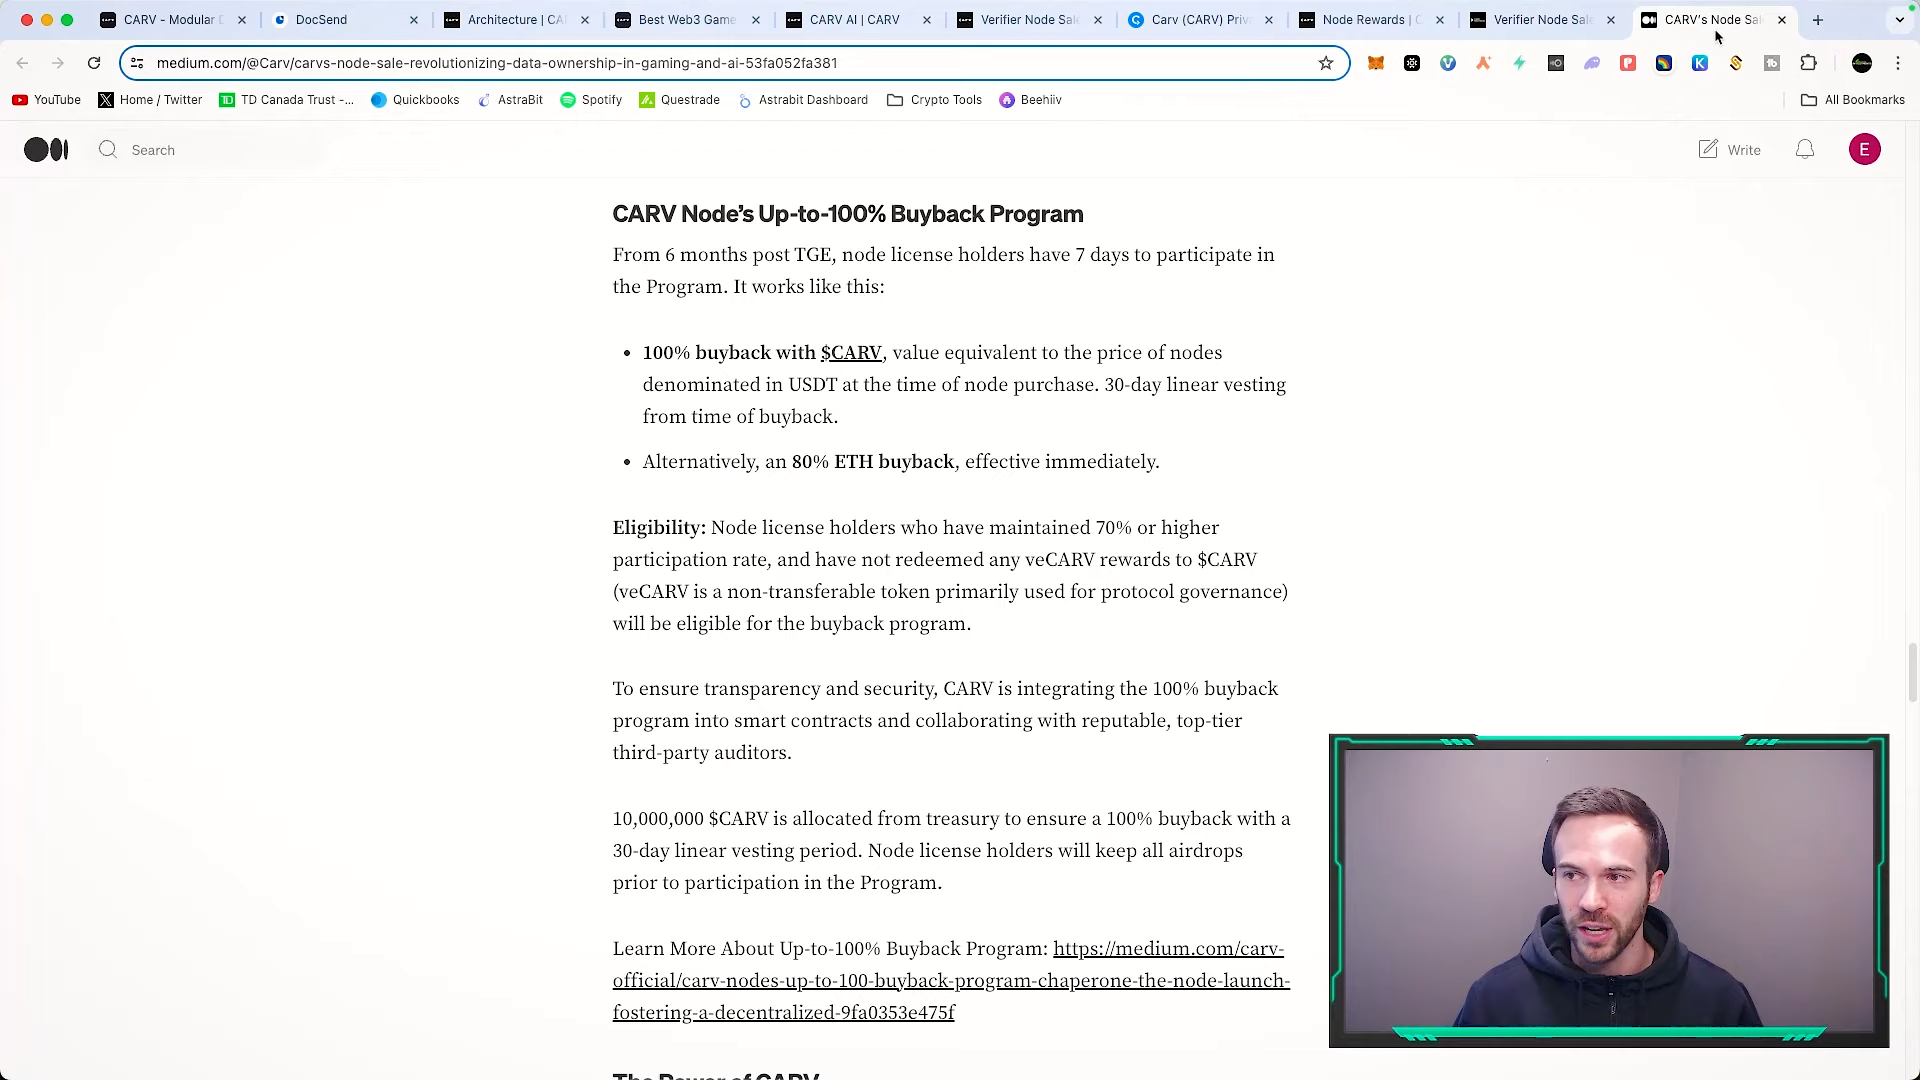 CARV - Modular D
DocSend
Architecture | CA
Best Web3 Game
CARV AI | CARV
Verifier Node Sal
Carv (CARV) Priv
Node Rewards | C
Verifier Node Sal
CARV's Node Sal
medium.com/@Carv/carvs-node-sale-revolutionizing-data-ownership-in-gaming-and-ai-53fa052fa381
YouTube
Home / Twitter
TD Canada Trust -...
Quickbooks
AstraBit
Spotify
Questrade
Astrabit Dashboard
Crypto Tools
Beehiiv
All Bookmarks
Search
Write
E
CARV Node's Up-to-100% Buyback Program
From 6 months post TGE, node license holders have 7 days to participate in
the Program. It works like this:
• 100% buyback with $CARV, value equivalent to the price of nodes
denominated in USDT at the time of node purchase. 30-day linear vesting
from time of buyback.
• Alternatively, an 80% ETH buyback, effective immediately.
Eligibility: Node license holders who have maintained 70% or higher
participation rate, and have not redeemed any veCARV rewards to $CARV
(veCARV is a non-transferable token primarily used for protocol governance)
will be eligible for the buyback program.
To ensure transparency and security, CARV is integrating the 100% buyback
program into smart contracts and collaborating with reputable, top-tier
third-party auditors.
10,000,000 $CARV is allocated from treasury to ensure a 100% buyback with a
30-day linear vesting period. Node license holders will keep all airdrops
prior to participation in the Program.
Learn More About Up-to-100% Buyback Program: https://medium.com/carv-
official/carv-nodes-up-to-100-buyback-program-chaperone-the-node-launch-
fostering-a-decentralized-9fa0353e475f
The Power of CARV